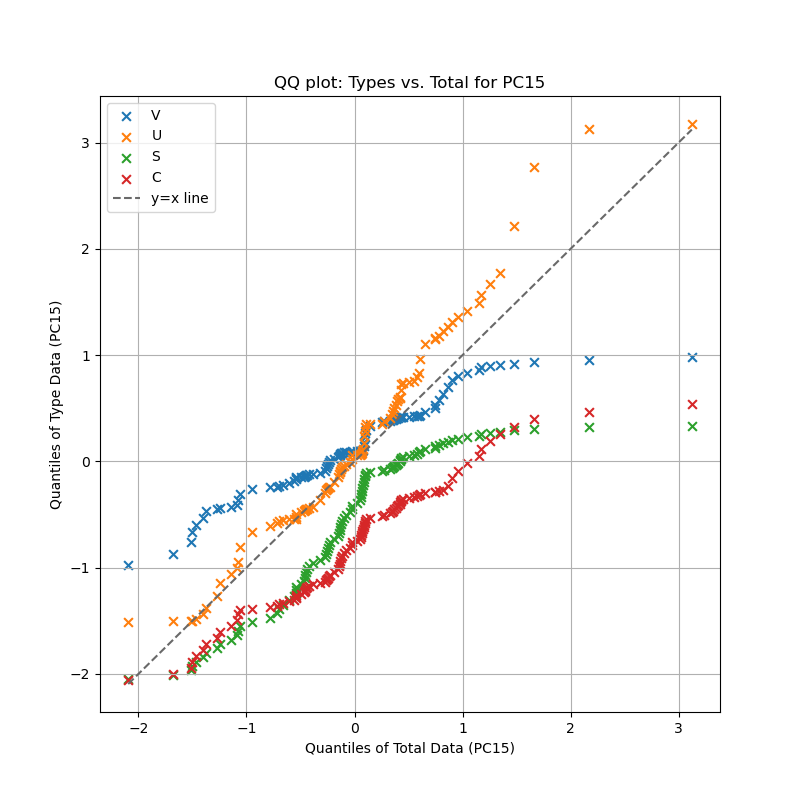 QQ plot: Types vs. Total for PC15
V
U
S
C
y=x line
3
2
1
0
−1
−2
Quantiles of Type Data (PC15)
−2 −1 0 1 2 3
Quantiles of Total Data (PC15)